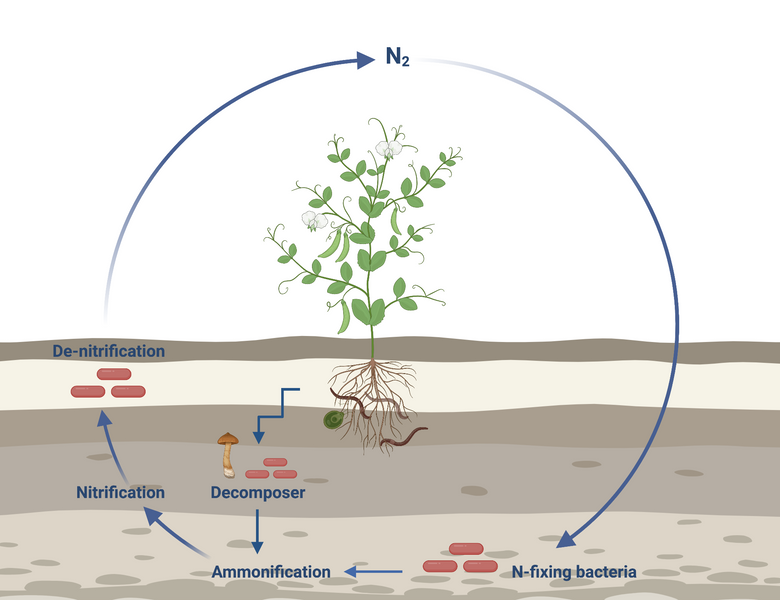 N₂
De-nitrification
Nitrification
Decomposer
Ammonification
N-fixing bacteria